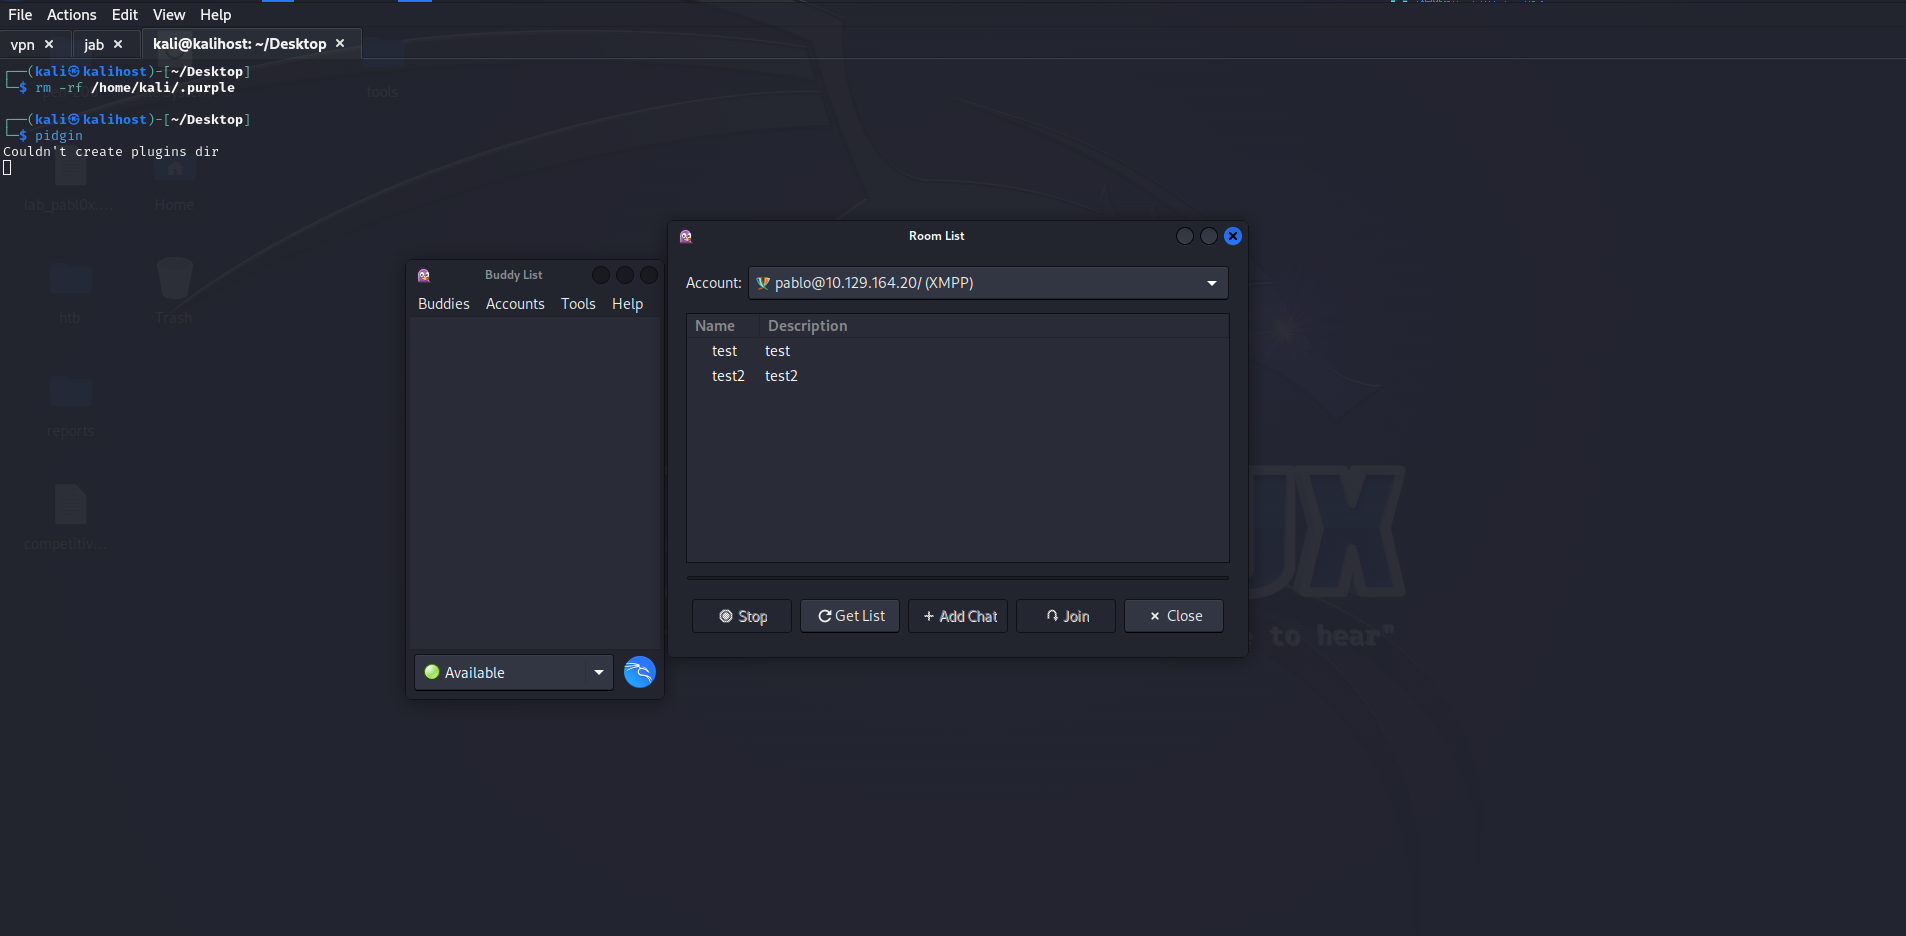 File Actions Edit View Help
vpn × jab × kali@kalihost: ~/Desktop ×
┌──(kali㉿kalihost)-[~/Desktop]
└─$ rm -rf /home/kali/.purple
tools
┌──(kali㉿kalihost)-[~/Desktop]
└─$ pidgin
Couldn't create plugins dir
lab_pabl0x.... Home
htb Trash
reports
competitiv...
Buddy List
Buddies Accounts Tools Help
Available
Room List
Account: pablo@10.129.164.20/ (XMPP)
Name Description
test test
test2 test2
Stop Get List + Add Chat Join × Close
UX
to hear"